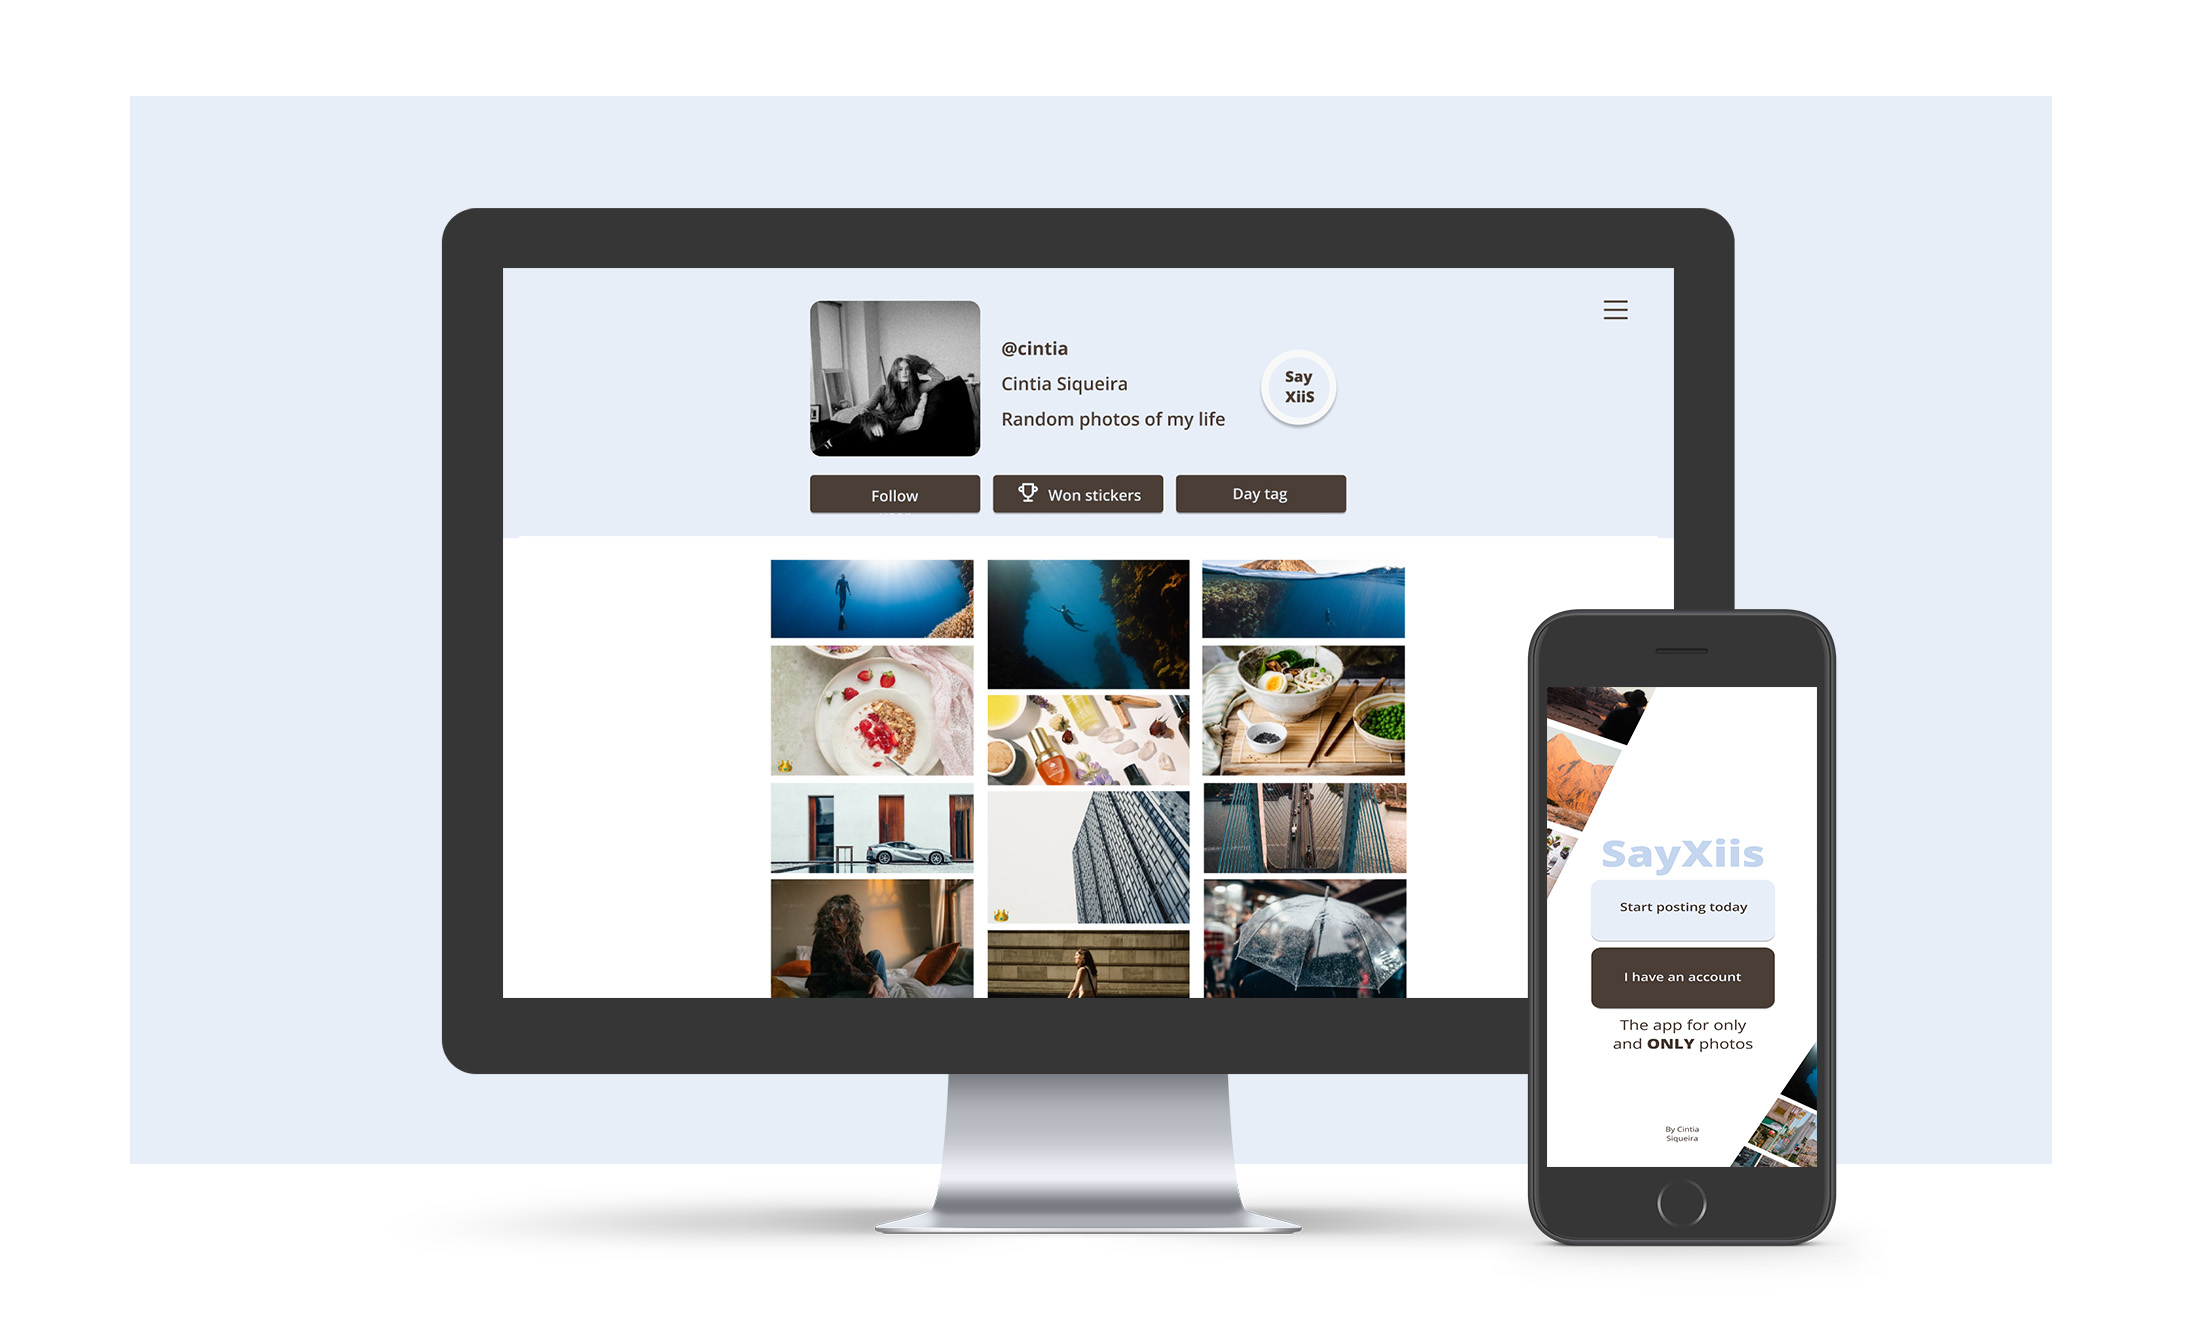 @cintia
Cintia Siqueira
Random photos of my life
Say
XiiS
Follow
Won stickers
Day tag
SayXiis
Start posting today
I have an account
The app for only
and ONLY photos
By Cintia
Siqueira